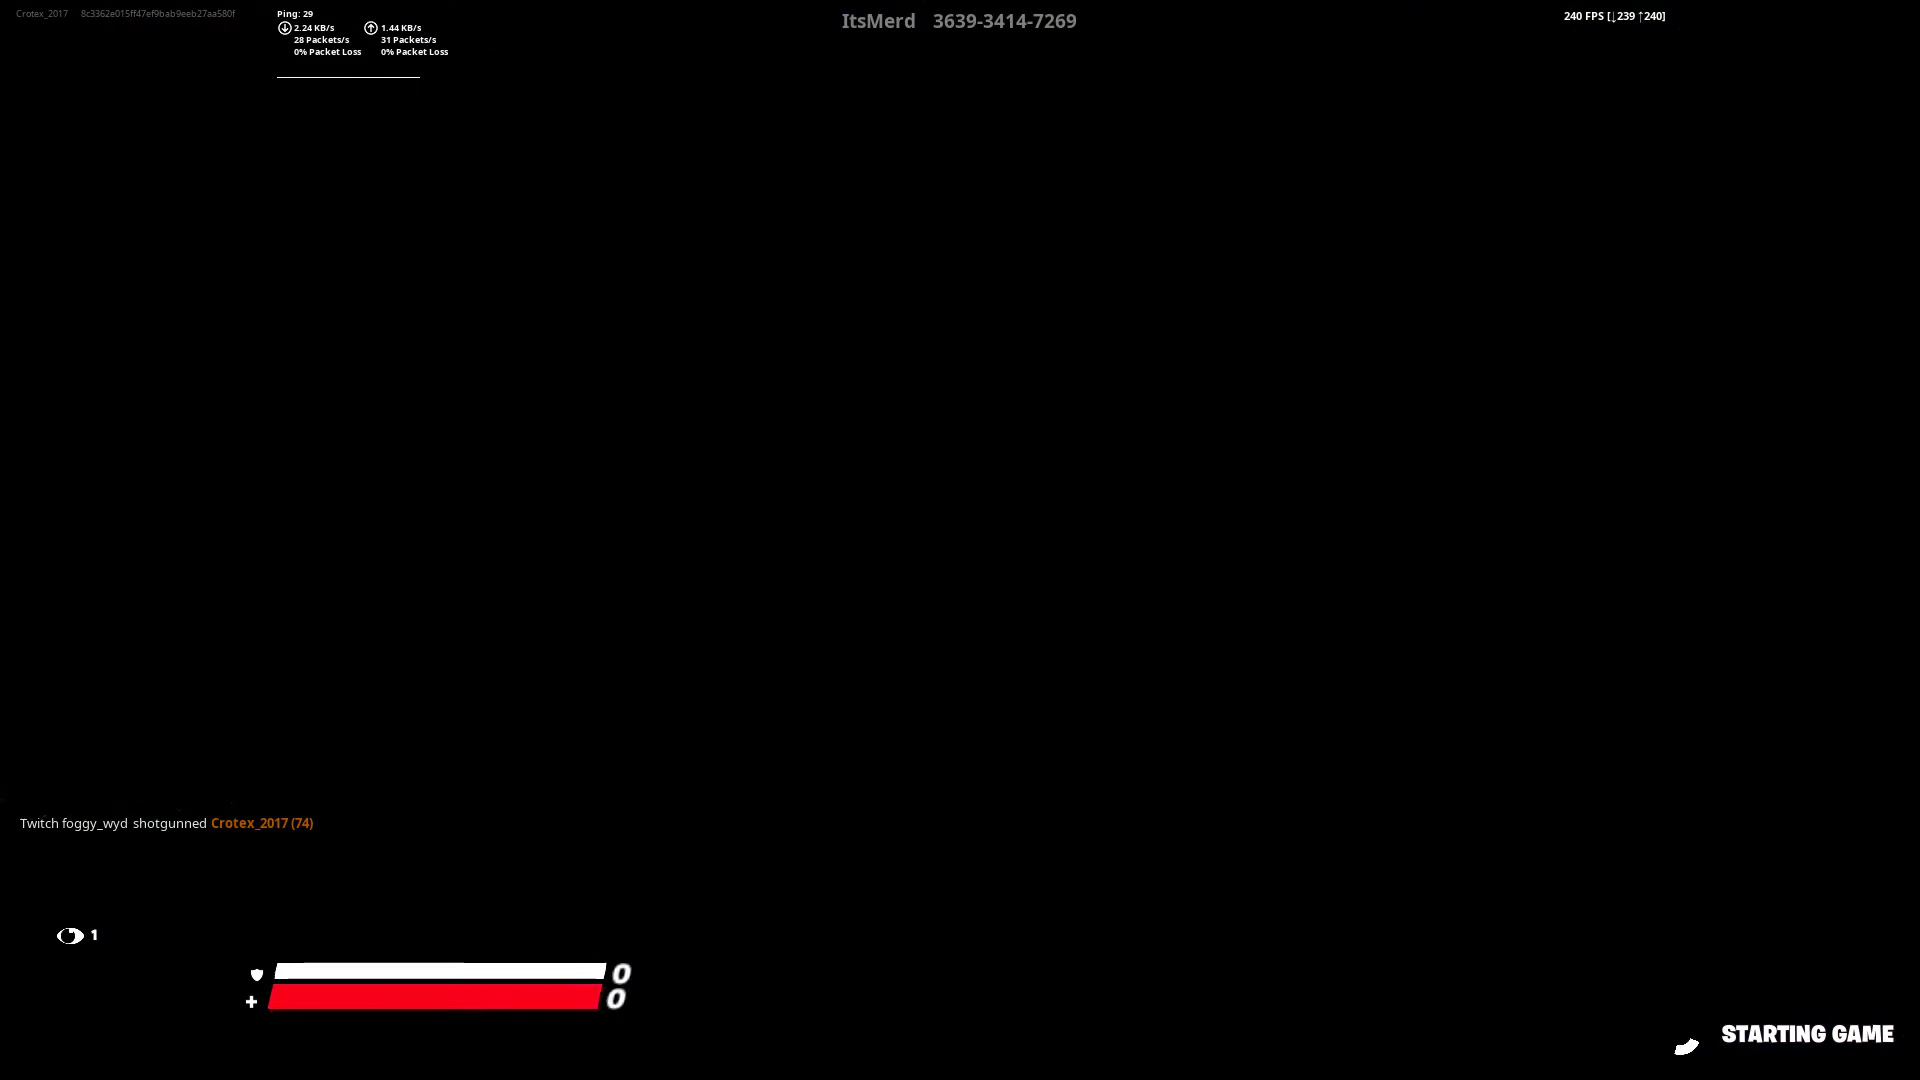 Crotex_2017 8c3362e015ff47ef9bab9eeb27aa580f
Ping: 29
2.24 KB/s 1.44 KB/s
28 Packets/s 31 Packets/s
0% Packet Loss 0% Packet Loss
ItsMerd 3639-3414-7269
240 FPS [↓239 ↑240]
Twitch foggy_wyd shotgunned Crotex_2017 (74)
1
0
0
STARTING GAME